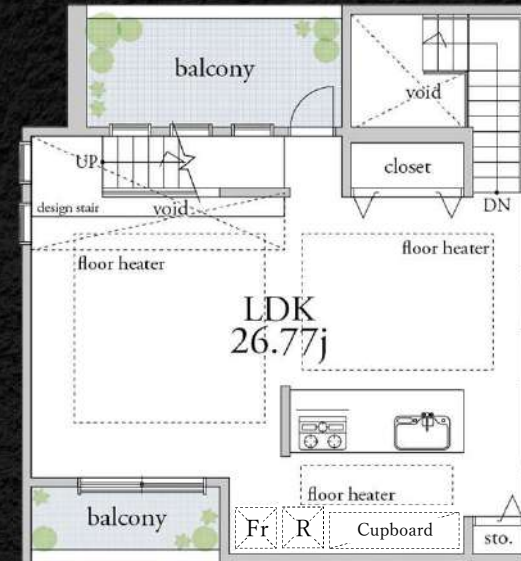 balcony
void
UP
closet
design stair
void
DN
floor heater
floor heater
LDK
26.77j
floor heater
balcony
Fr
R
Cupboard
sto.